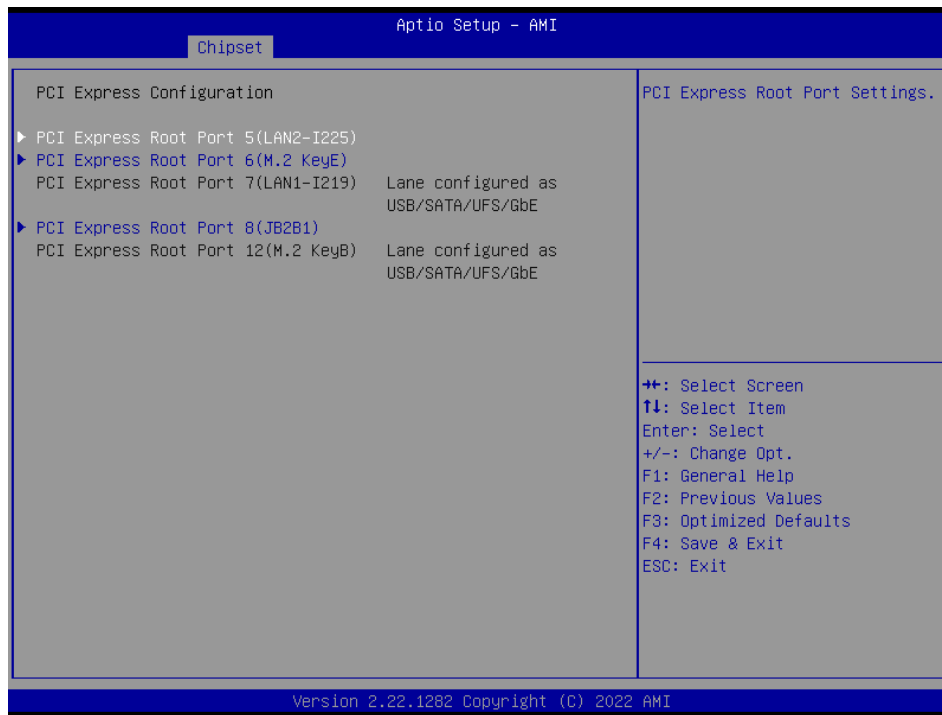 Aptio Setup – AMI
Chipset
PCI Express Configuration
PCI Express Root Port Settings.
▶ PCI Express Root Port 5(LAN2-I225)
▶ PCI Express Root Port 6(M.2 KeyE)
PCI Express Root Port 7(LAN1-I219) Lane configured as
USB/SATA/UFS/GbE
▶ PCI Express Root Port 8(JB2B1)
PCI Express Root Port 12(M.2 KeyB) Lane configured as
USB/SATA/UFS/GbE
→←: Select Screen
↑↓: Select Item
Enter: Select
+/-: Change Opt.
F1: General Help
F2: Previous Values
F3: Optimized Defaults
F4: Save & Exit
ESC: Exit
Version 2.22.1282 Copyright (C) 2022 AMI